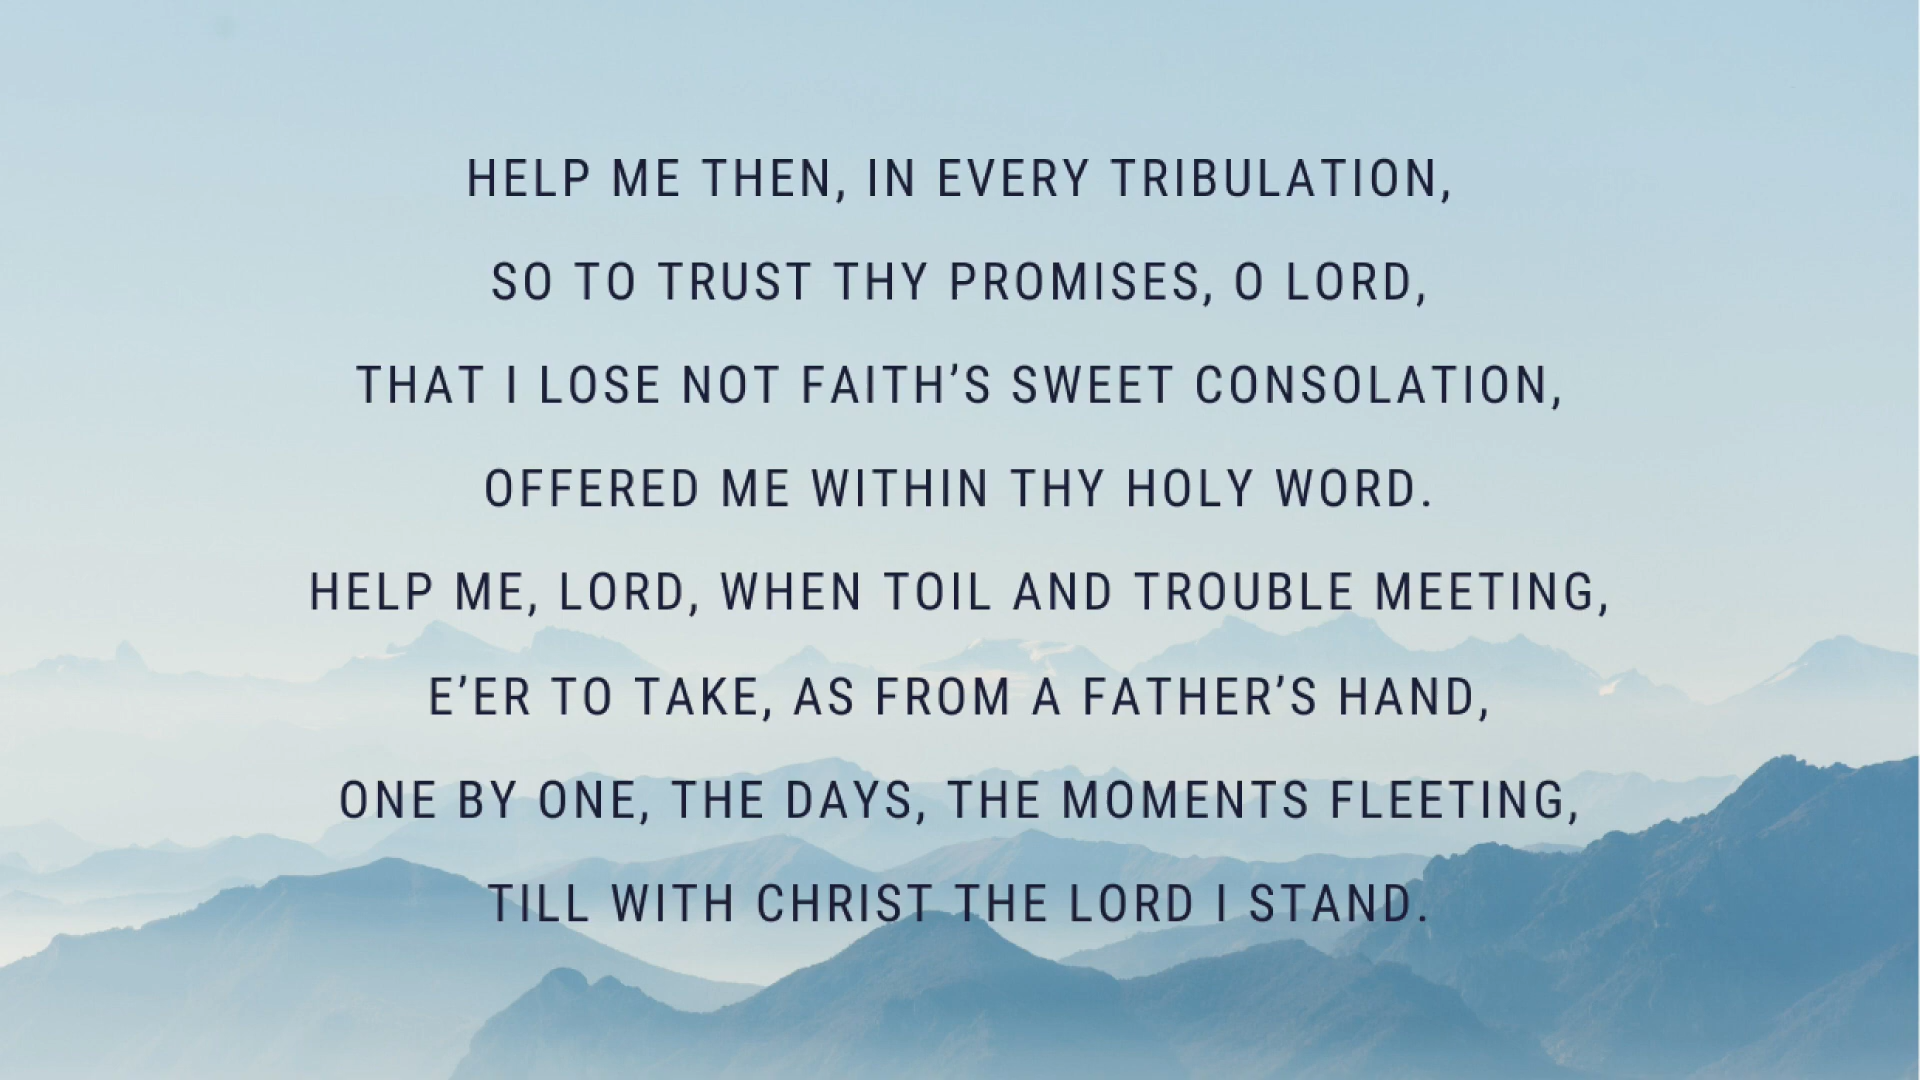 HELP ME THEN, IN EVERY TRIBULATION,
SO TO TRUST THY PROMISES, O LORD,
THAT I LOSE NOT FAITH’S SWEET CONSOLATION,
OFFERED ME WITHIN THY HOLY WORD.
HELP ME, LORD, WHEN TOIL AND TROUBLE MEETING,
E’ER TO TAKE, AS FROM A FATHER’S HAND,
ONE BY ONE, THE DAYS, THE MOMENTS FLEETING,
TILL WITH CHRIST THE LORD I STAND.